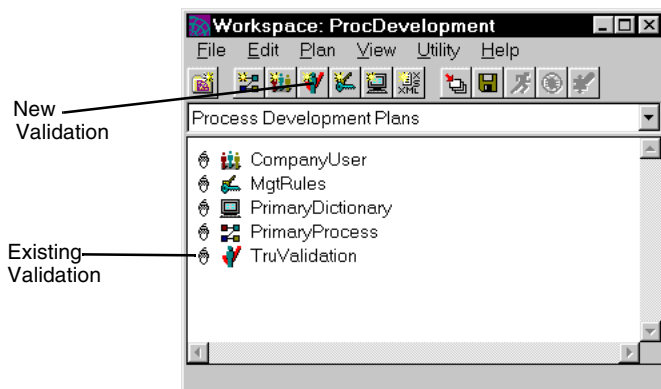 Workspace: ProcDevelopment
File Edit Plan View Utility Help
XML
New
Validation
Process Development Plans
CompanyUser
MgtRules
PrimaryDictionary
PrimaryProcess
Existing
Validation
TruValidation